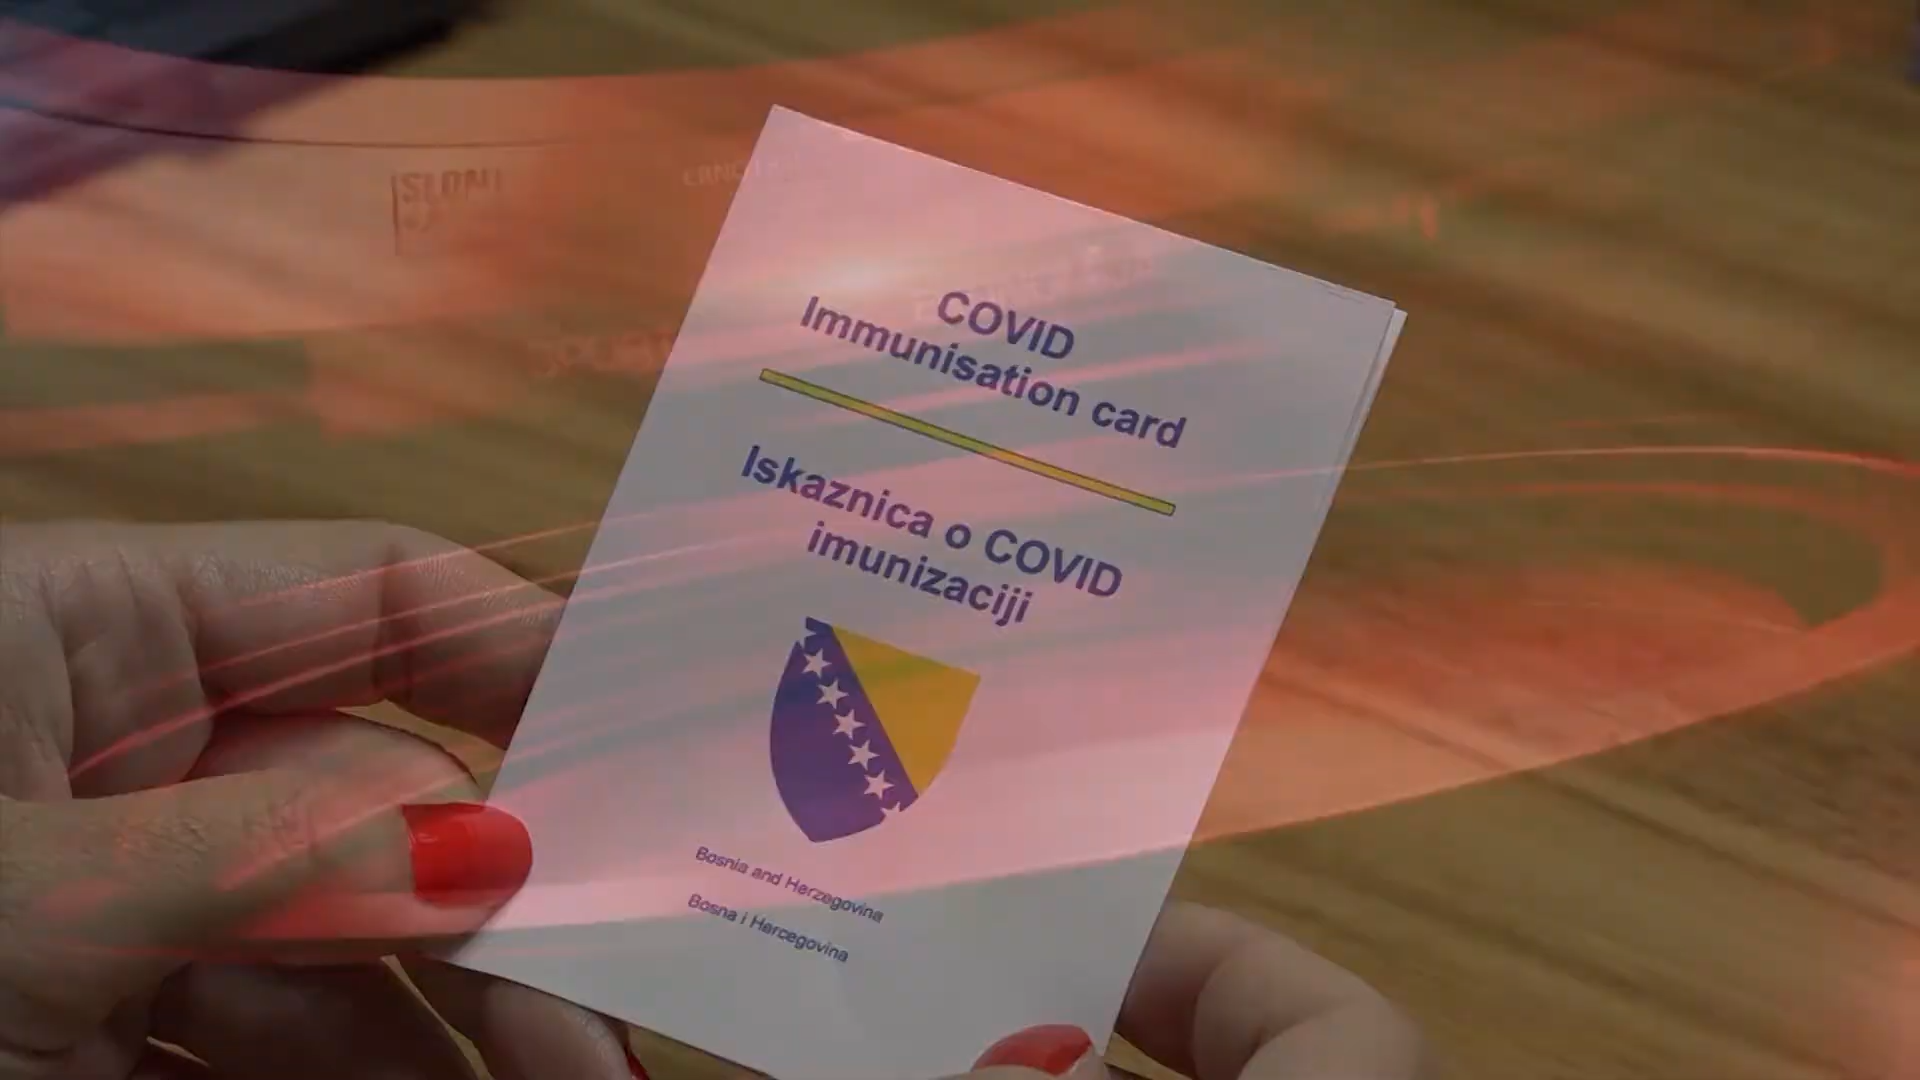 COVID
Immunisation card
Iskaznica o COVID
imunizaciji
Bosnia and Herzegovina
Bosna i Hercegovina